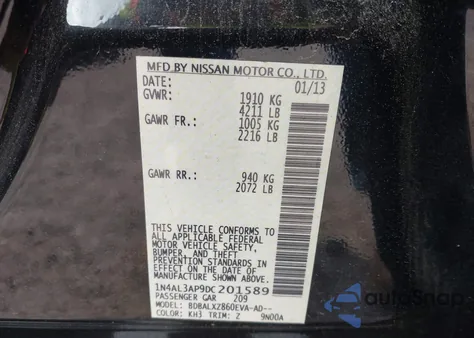 MFD BY NISSAN MOTOR CO., LTD.
DATE: 01/13
GVWR: 1910 KG
4211 LB
GAWR FR.: 1005 KG
2216 LB
GAWR RR.: 940 KG
2072 LB
THIS VEHICLE CONFORMS TO
ALL APPLICABLE FEDERAL
MOTOR VEHICLE SAFETY,
BUMPER, AND THEFT
PREVENTION STANDARDS IN
EFFECT ON THE DATE OF
MANUFACTURE SHOWN ABOVE.
1N4AL3AP9DC201589
PASSENGER CAR 209
BDBALXZ860EVA-AD--
COLOR: KH3 TRIM: Z 9N00A
AutoBidMaster